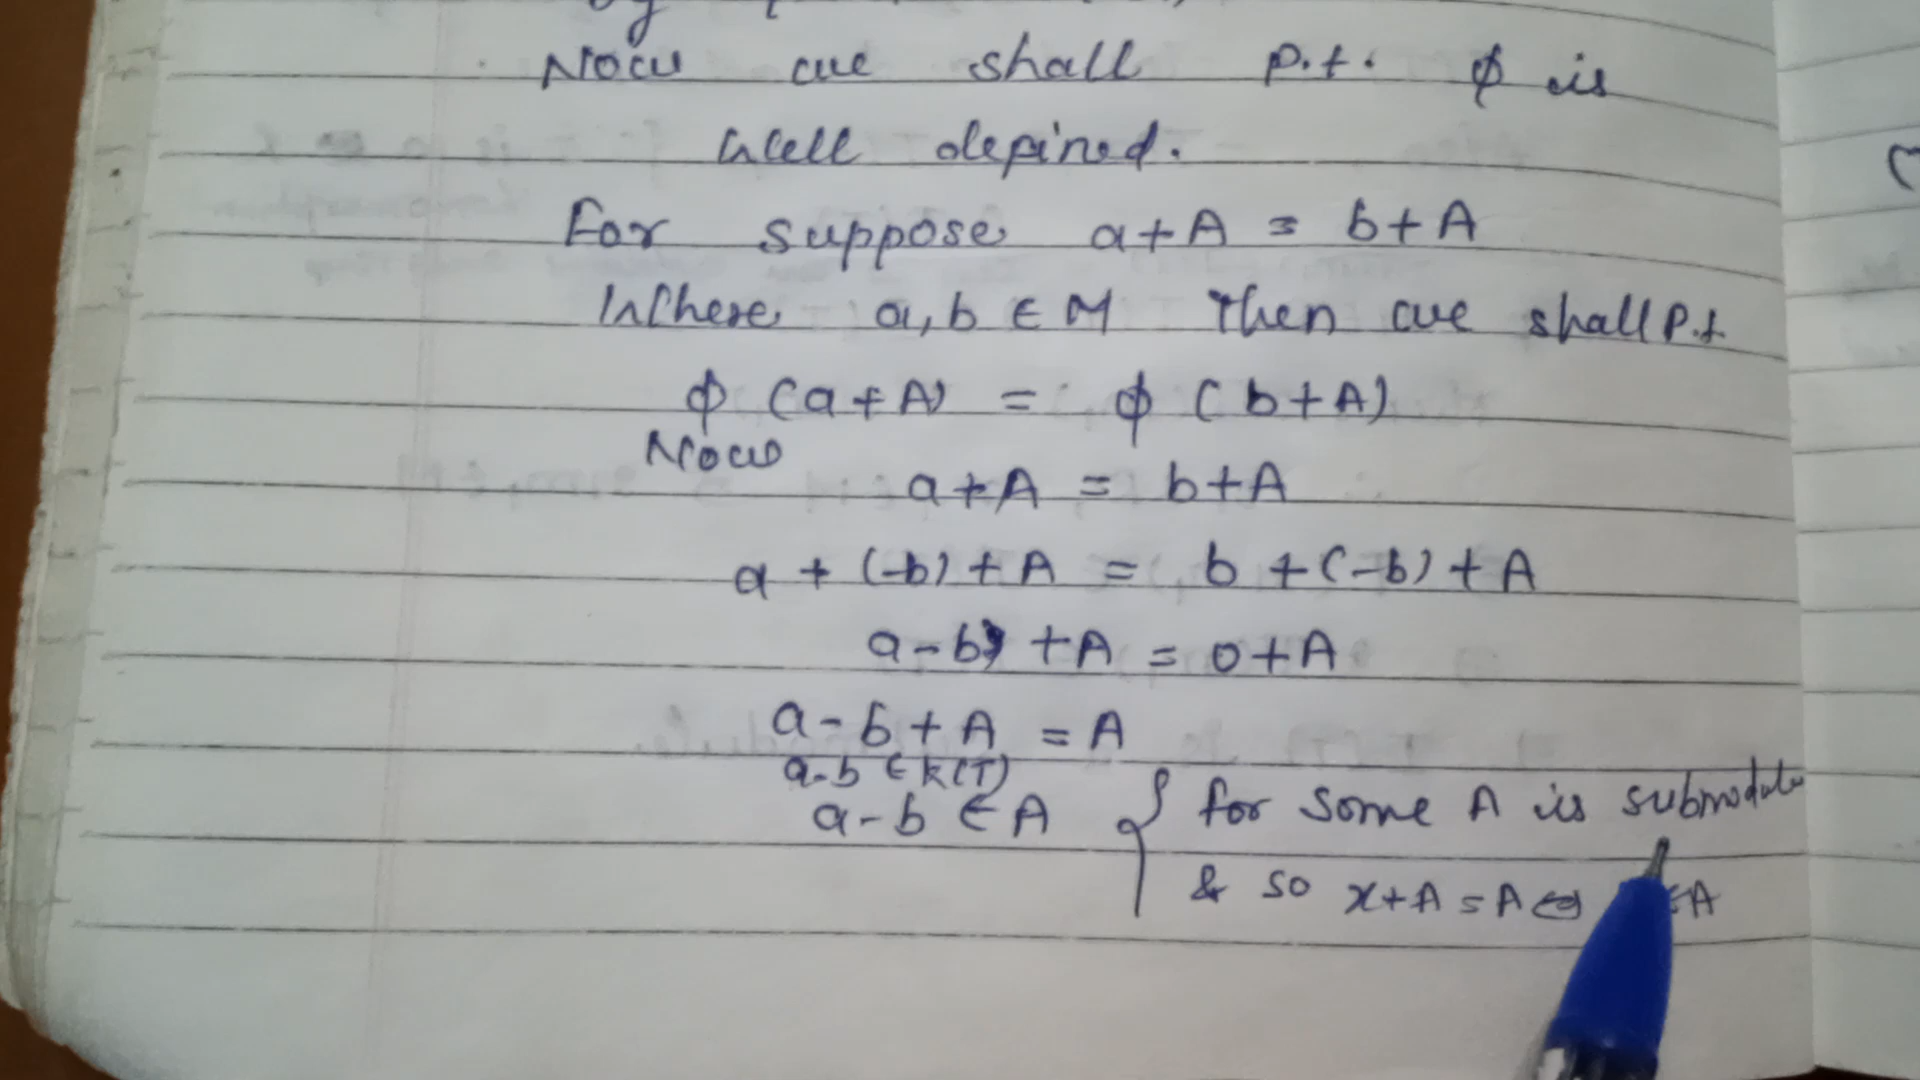 Now we shall p.t. φ is
well defined.
For suppose a+A = b+A
Where a, b ∈ M Then we shall p.t
φ (a+A) = φ (b+A)
Now
a+A = b+A
a + (-b) + A = b + (-b) + A
a-b + A = 0+A
a-b+A = A
a-b ∈ k(T)
a-b ∈ A { for some A is submodule
& so x+A = A ⇔ ∈A